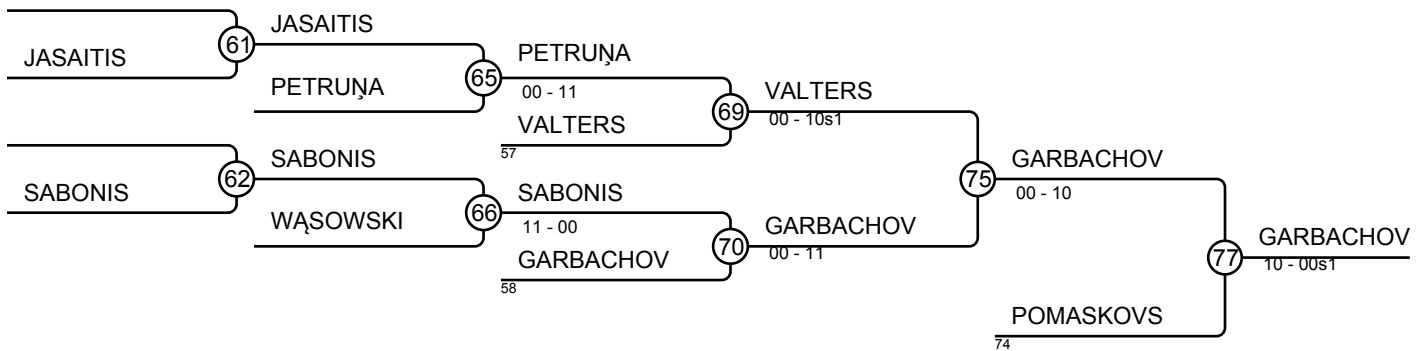 JASAITIS
61
JASAITIS
PETRUŅA
65
PETRUŅA
00 - 11
VALTERS
57
69
VALTERS
00 - 10s1
SABONIS
62
SABONIS
WĄSOWSKI
66
SABONIS
11 - 00
GARBACHOV
58
70
GARBACHOV
00 - 11
75
GARBACHOV
00 - 10
POMASKOVS
74
77
GARBACHOV
10 - 00s1